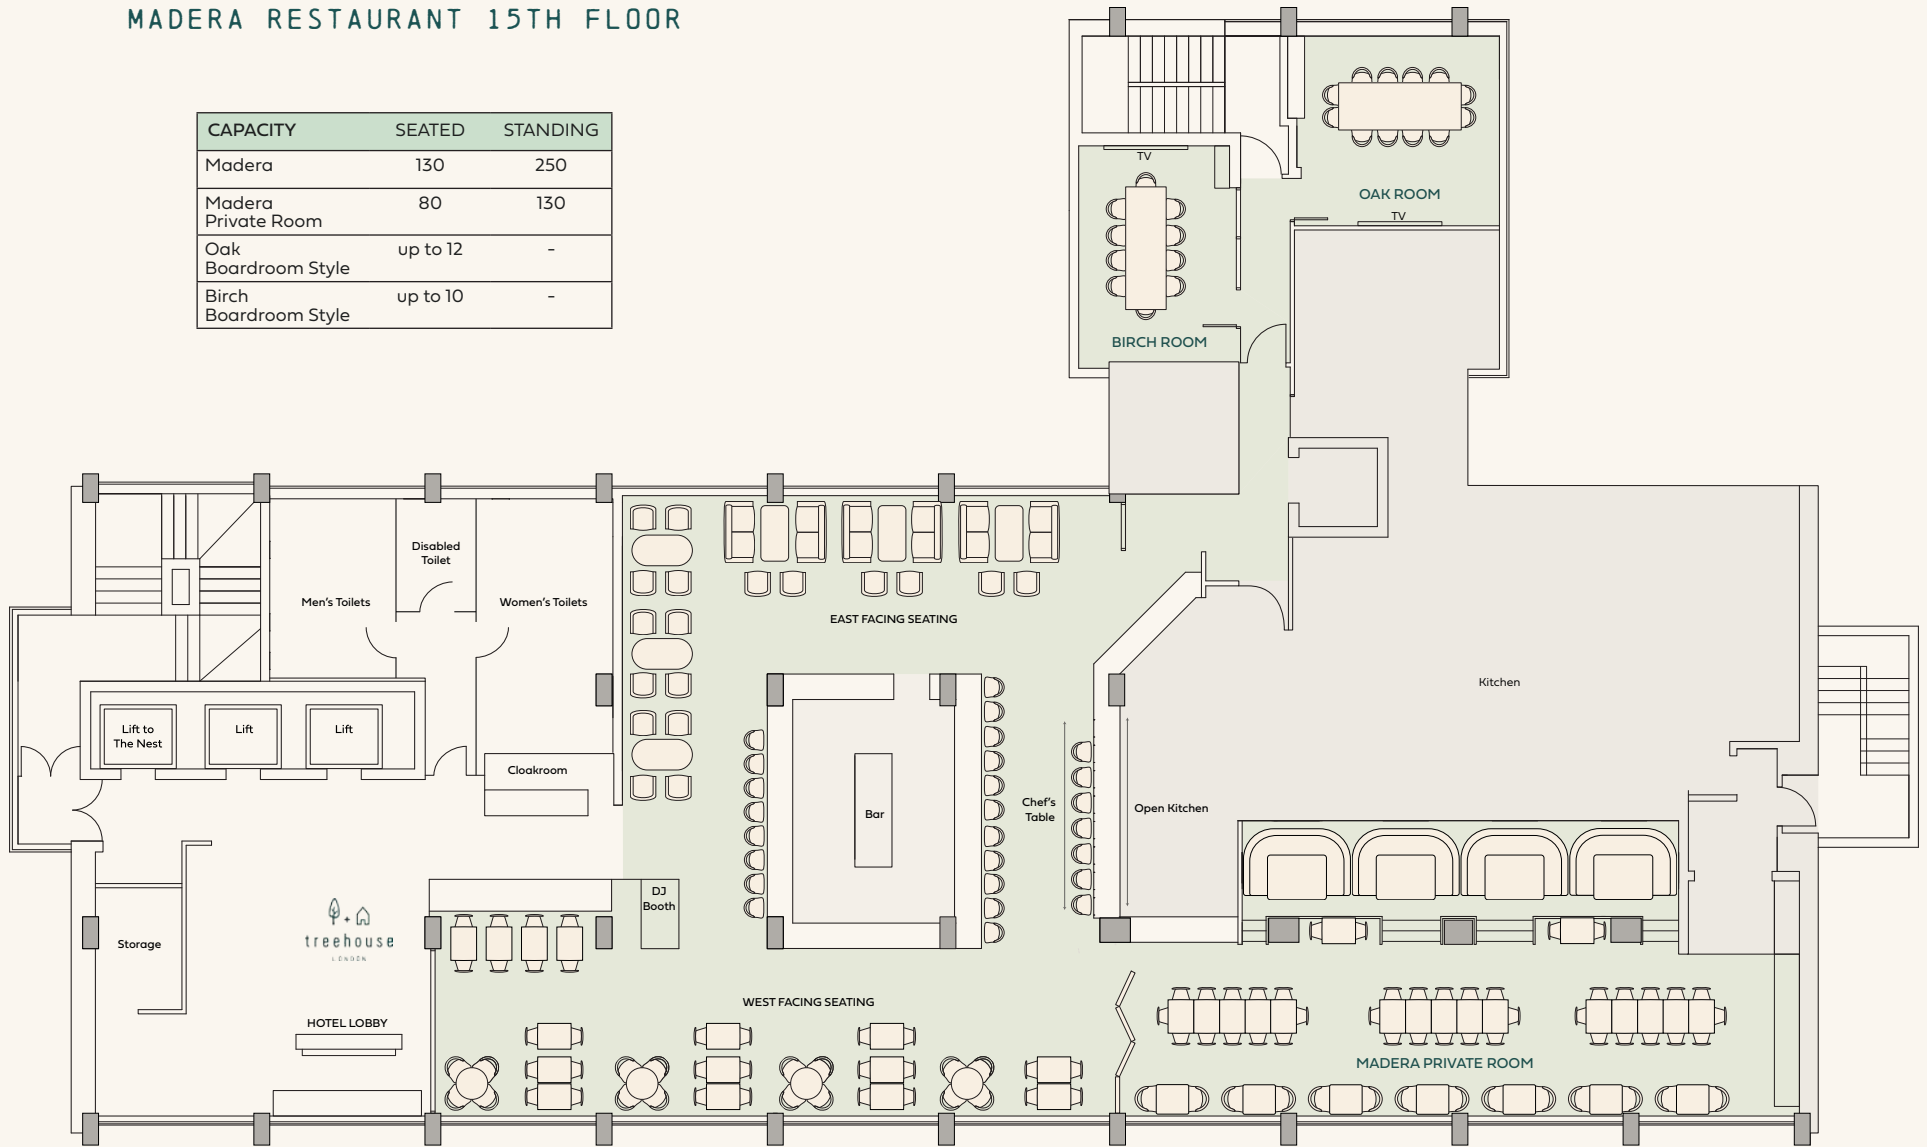 MADERA RESTAURANT 15TH FLOOR
CAPACITY SEATED STANDING
Madera 130 250
Madera
Private Room 80 130
Oak
Boardroom Style up to 12 -
Birch
Boardroom Style up to 10 -
TV
OAK ROOM
TV
BIRCH ROOM
Disabled
Toilet
Men's Toilets
Women's Toilets
EAST FACING SEATING
Kitchen
Lift to
The Nest
Lift
Lift
Cloakroom
Bar
Chef's
Table
Open Kitchen
DJ
Booth
Storage
treehouse
LONDON
WEST FACING SEATING
HOTEL LOBBY
MADERA PRIVATE ROOM